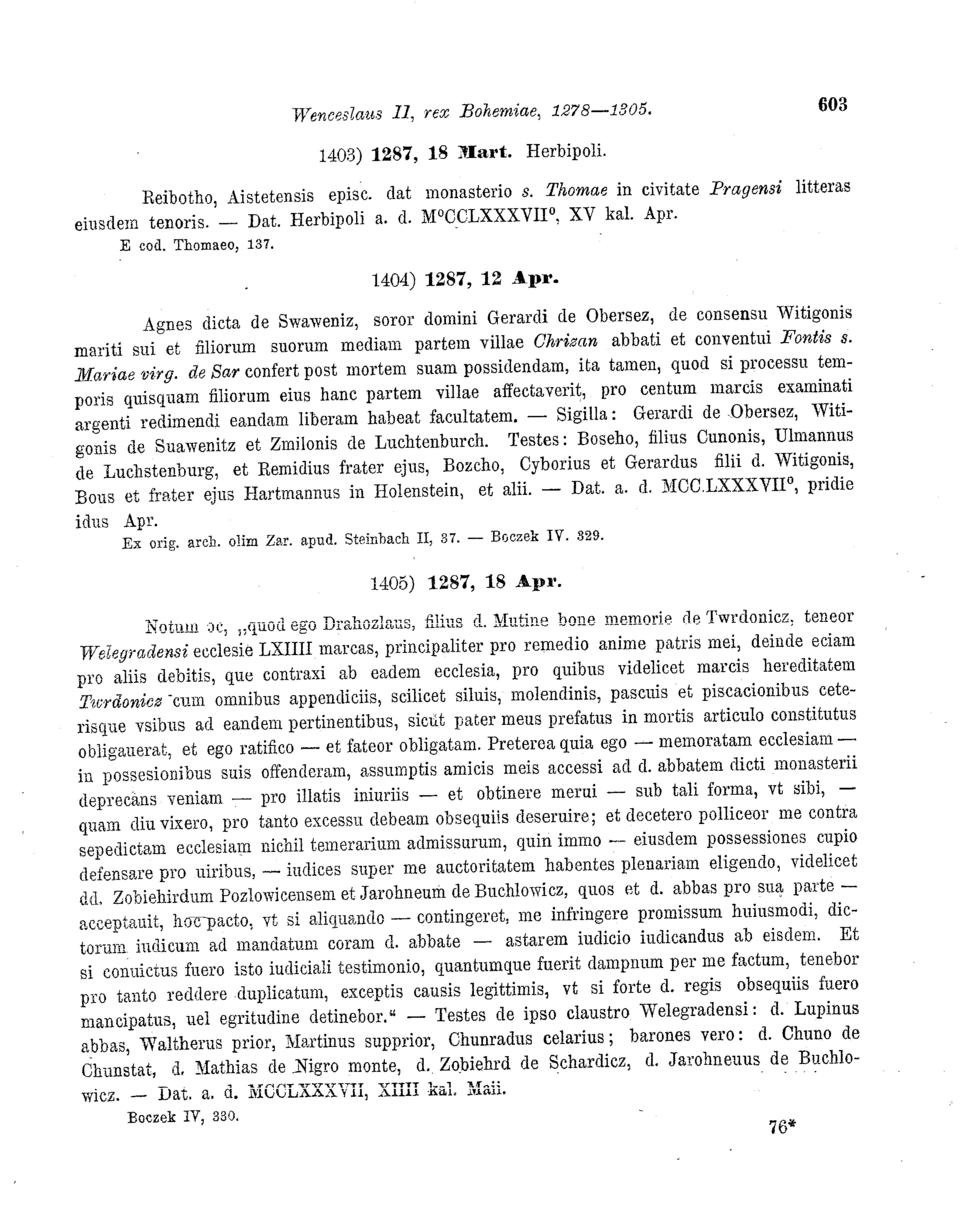 Wenceslaus II, rex Bohemiae, 1278—1305.
603
1403) 1287, 18 Mart. Herbipoli.
Reibotho, Aistetensis episc. dat monasterio s. Thomae in civitate Pragensi litteras
eiusdem tenoris. — Dat. Herbipoli a. d. M⁰CCLXXXVII⁰, XV kal. Apr.
E cod. Thomaeo, 137.
1404) 1287, 12 Apr.
Agnes dicta de Swaweniz, soror domini Gerardi de Obersez, de consensu Witigonis
mariti sui et filiorum suorum mediam partem villae Chrizan abbati et conventui Fontis s.
Mariae virg. de Sar confert post mortem suam possidendam, ita tamen, quod si processu tem-
poris quisquam filiorum eius hanc partem villae affectaverit, pro centum marcis examinati
argenti redimendi eandam liberam habeat facultatem. — Sigilla: Gerardi de Obersez, Witi-
gonis de Suawenitz et Zmilonis de Luchtenburch. Testes: Boseho, filius Cunonis, Ulmannus
de Luchstenburg, et Remidius frater ejus, Bozcho, Cyborius et Gerardus filii d. Witigonis,
Bous et frater ejus Hartmannus in Holenstein, et alii. — Dat. a. d. MCC.LXXXVII⁰, pridie
idus Apr.
Ex orig. arch. olim Zar. apud. Steinbach II, 37. — Boczek IV. 329.
1405) 1287, 18 Apr.
Notum oc, „quod ego Drahozlaus, filius d. Mutine bone memorie de Twrdonicz, teneor
Welegradensi ecclesie LXIIII marcas, principaliter pro remedio anime patris mei, deinde eciam
pro aliis debitis, que contraxi ab eadem ecclesia, pro quibus videlicet marcis hereditatem
Twrdonicz cum omnibus appendiciis, scilicet siluis, molendinis, pascuis et piscacionibus cete-
risque vsibus ad eandem pertinentibus, sicut pater meus prefatus in mortis articulo constitutus
obligauerat, et ego ratifico — et fateor obligatam. Preterea quia ego — memoratam ecclesiam —
in possesionibus suis offenderam, assumptis amicis meis accessi ad d. abbatem dicti monasterii
deprecans veniam — pro illatis iniuriis — et obtinere merui — sub tali forma, vt sibi, —
quam diu vixero, pro tanto excessu debeam obsequiis deseruire; et decetero polliceor me contra
sepedictam ecclesiam nichil temerarium admissurum, quin immo — eiusdem possessiones cupio
defensare pro uiribus, — iudices super me auctoritatem habentes plenariam eligendo, videlicet
dd. Zobiehirdum Pozlowicensem et Jarohneum de Buchlowicz, quos et d. abbas pro sua parte —
acceptauit, hoc pacto, vt si aliquando — contingeret, me infringere promissum huiusmodi, dic-
torum iudicum ad mandatum coram d. abbate — astarem iudicio iudicandus ab eisdem. Et
si conuictus fuero isto iudiciali testimonio, quantumque fuerit dampnum per me factum, tenebor
pro tanto reddere duplicatum, exceptis causis legittimis, vt si forte d. regis obsequiis fuero
mancipatus, uel egritudine detinebor.“ — Testes de ipso claustro Welegradensi: d. Lupinus
abbas, Waltherus prior, Martinus supprior, Chunradus celarius; barones vero: d. Chuno de
Chunstat, d. Mathias de Nigro monte, d. Zobiehrd de Schardicz, d. Jarohneuus de Buchlo-
wicz. — Dat. a. d. MCCLXXXVII, XIIII kal. Maii.
Boczek IV, 330.
76*